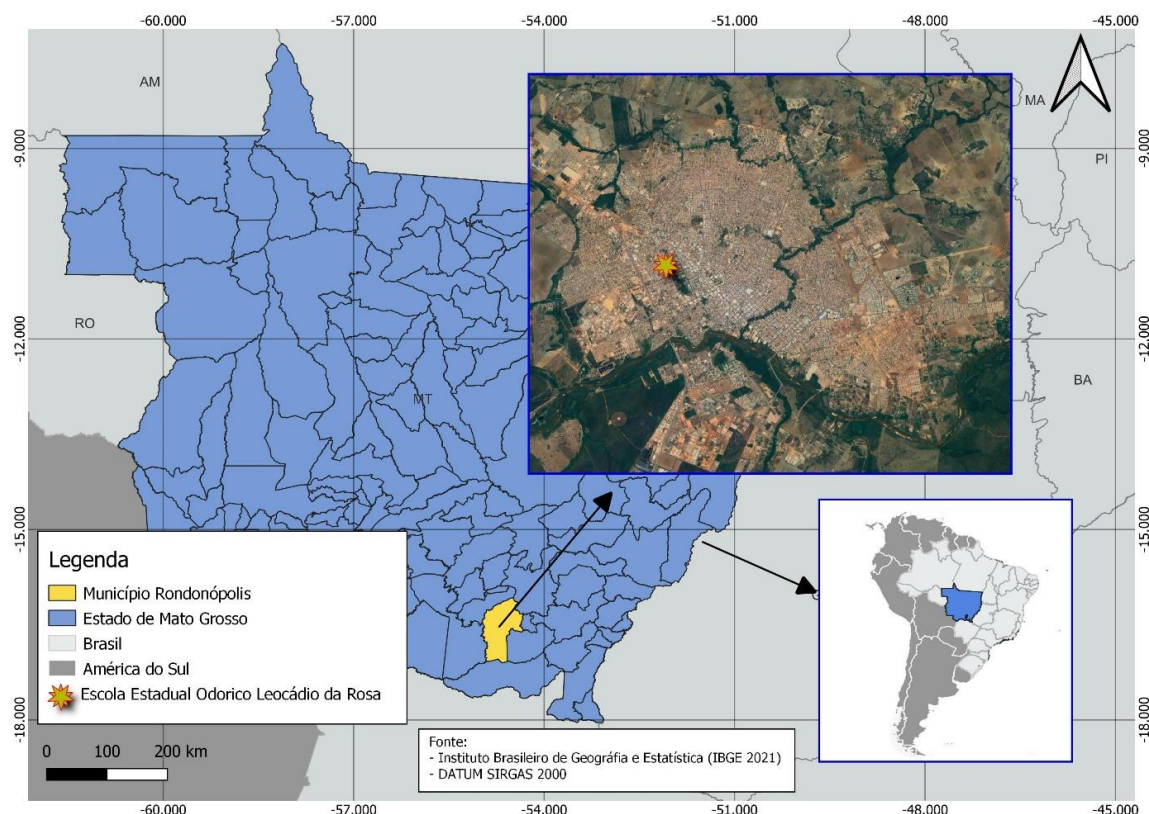 -60.000 -57.000 -54.000 -51.000 -48.000 -45.000
AM
MA
-9.000 -9.000
PI
RO
-12.000 -12.000
MT
BA
-15.000 -15.000
Legenda
Município Rondonópolis
Estado de Mato Grosso
Brasil
América do Sul
Escola Estadual Odorico Leocádio da Rosa
-18.000 -18.000
0 100 200 km
Fonte:
- Instituto Brasileiro de Geográfia e Estatística (IBGE 2021)
- DATUM SIRGAS 2000
-60.000 -57.000 -54.000 -51.000 -48.000 -45.000